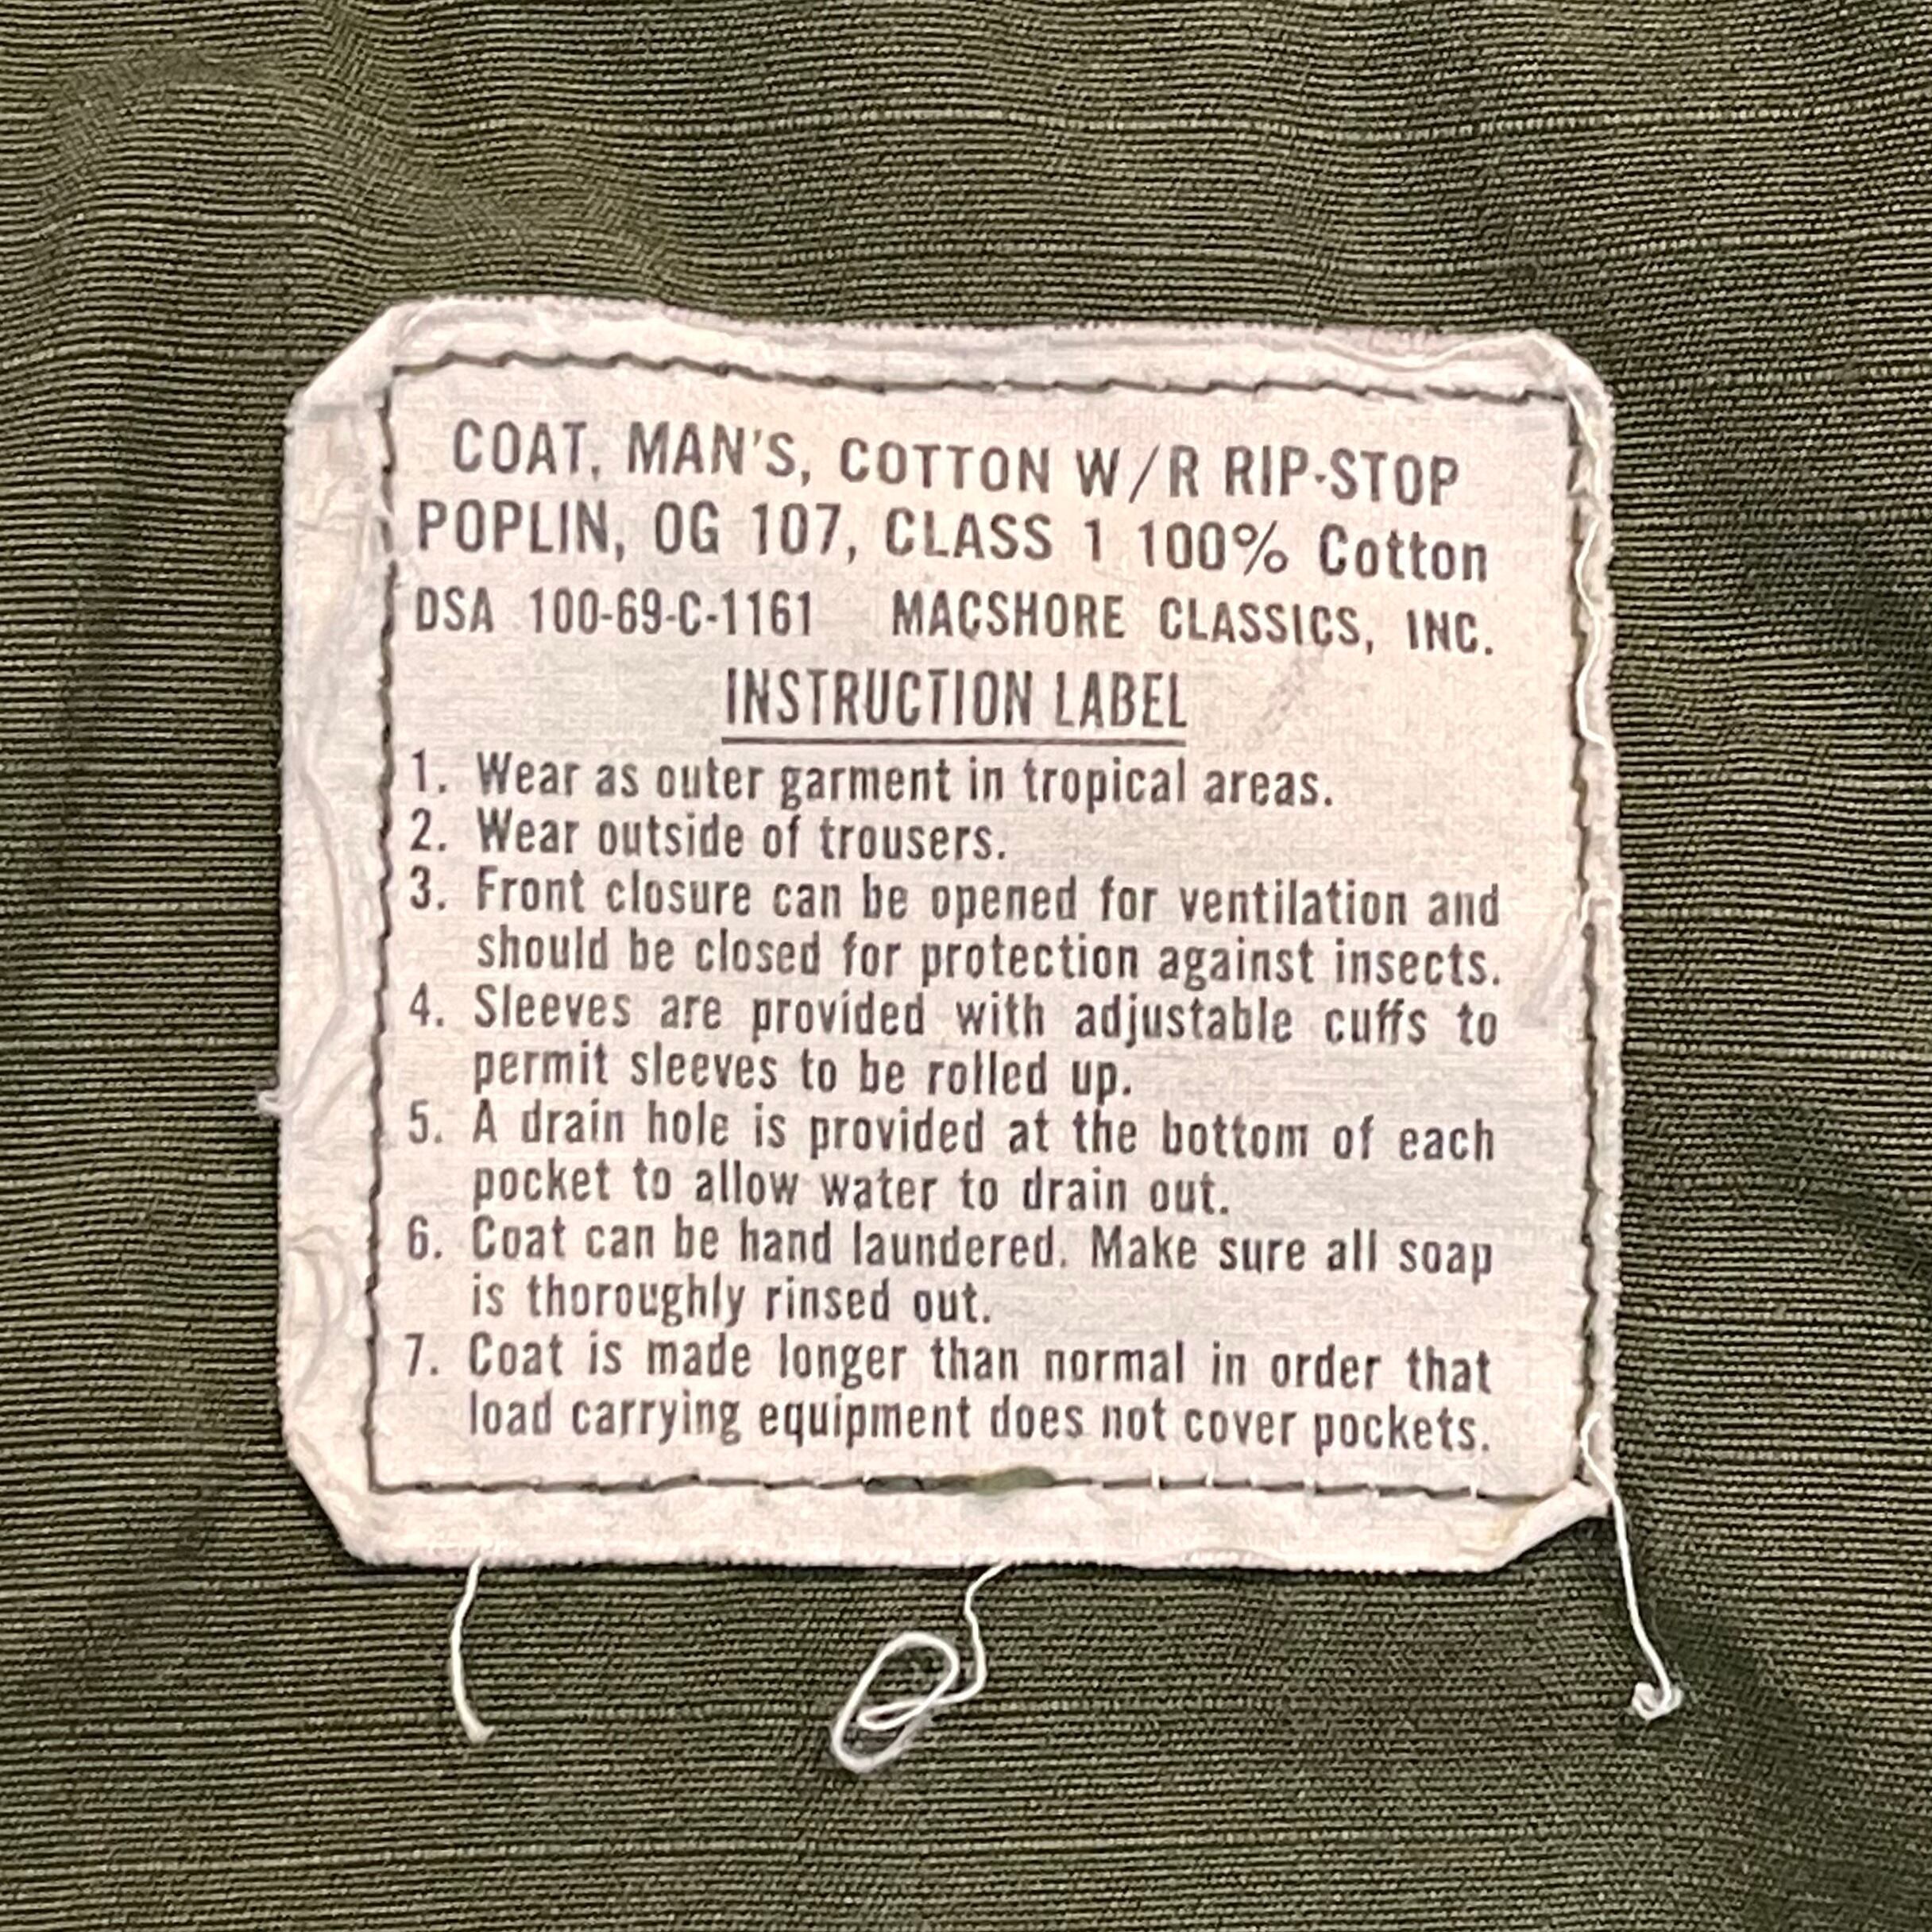 COAT, MAN'S, COTTON W/R RIP-STOP
POPLIN, OG 107, CLASS 1 100% Cotton
DSA 100-69-C-1161 MACSHORE CLASSICS, INC.
INSTRUCTION LABEL
1. Wear as outer garment in tropical areas.
2. Wear outside of trousers.
3. Front closure can be opened for ventilation and
should be closed for protection against insects.
4. Sleeves are provided with adjustable cuffs to
permit sleeves to be rolled up.
5. A drain hole is provided at the bottom of each
pocket to allow water to drain out.
6. Coat can be hand laundered. Make sure all soap
is thoroughly rinsed out.
7. Coat is made longer than normal in order that
load carrying equipment does not cover pockets.